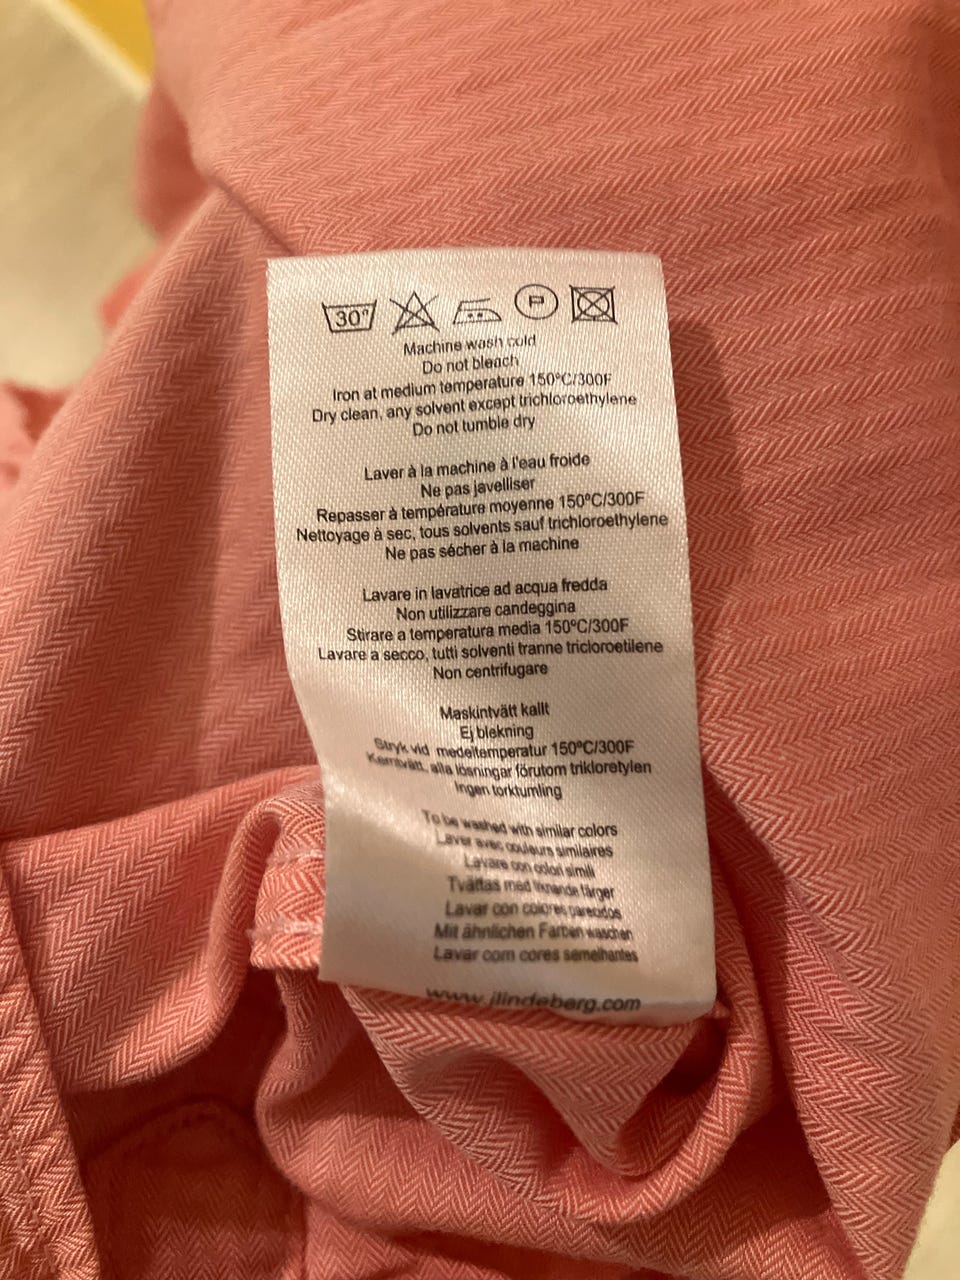 30°
P
Machine wash cold
Do not bleach
Iron at medium temperature 150ºC/300F
Dry clean, any solvent except trichloroethylene
Do not tumble dry
Laver à la machine à l'eau froide
Ne pas javelliser
Repasser à température moyenne 150ºC/300F
Nettoyage à sec, tous solvents sauf trichloroethylene
Ne pas sécher à la machine
Lavare in lavatrice ad acqua fredda
Non utilizzare candeggina
Stirare a temperatura media 150ºC/300F
Lavare a secco, tutti solventi tranne tricloroetilene
Non centrifugare
Maskintvätt kallt
Ej blekning
Stryk vid medeltemperatur 150ºC/300F
Kemtvätt, alla lösningar förutom trikloretylen
Ingen torktumling
To be washed with similar colors
Laver avec couleurs similaires
Lavare con colori simili
Tvättas med liknande färger
Lavar con colores parecidos
Mit ähnlichen Farben waschen
Lavar com cores semelhantes
www.jlindeberg.com